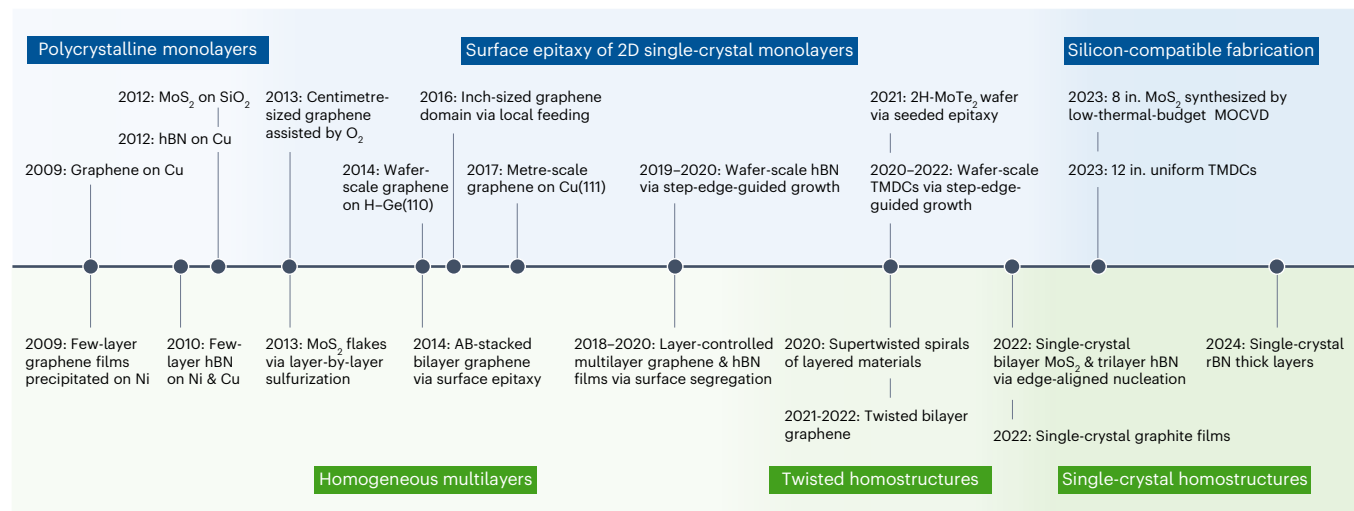 Polycrystalline monolayers
Surface epitaxy of 2D single-crystal monolayers
Silicon-compatible fabrication
2012: MoS₂ on SiO₂
2012: hBN on Cu
2009: Graphene on Cu
2013: Centimetre-
sized graphene
assisted by O₂
2014: Wafer-
scale graphene
on H–Ge(110)
2016: Inch-sized graphene
domain via local feeding
2017: Metre-scale
graphene on Cu(111)
2019–2020: Wafer-scale hBN
via step-edge-guided growth
2021: 2H-MoTe₂ wafer
via seeded epitaxy
2020–2022: Wafer-scale
TMDCs via step-edge-
guided growth
2023: 8 in. MoS₂ synthesized by
low-thermal-budget MOCVD
2023: 12 in. uniform TMDCs
2009: Few-layer
graphene films
precipitated on Ni
2010: Few-
layer hBN
on Ni & Cu
2013: MoS₂ flakes
via layer-by-layer
sulfurization
2014: AB-stacked
bilayer graphene
via surface epitaxy
2018–2020: Layer-controlled
multilayer graphene & hBN
films via surface segregation
2020: Supertwisted spirals
of layered materials
2021-2022: Twisted bilayer
graphene
2022: Single-crystal
bilayer MoS₂ & trilayer hBN
via edge-aligned nucleation
2022: Single-crystal graphite films
2024: Single-crystal
rBN thick layers
Homogeneous multilayers
Twisted homostructures
Single-crystal homostructures